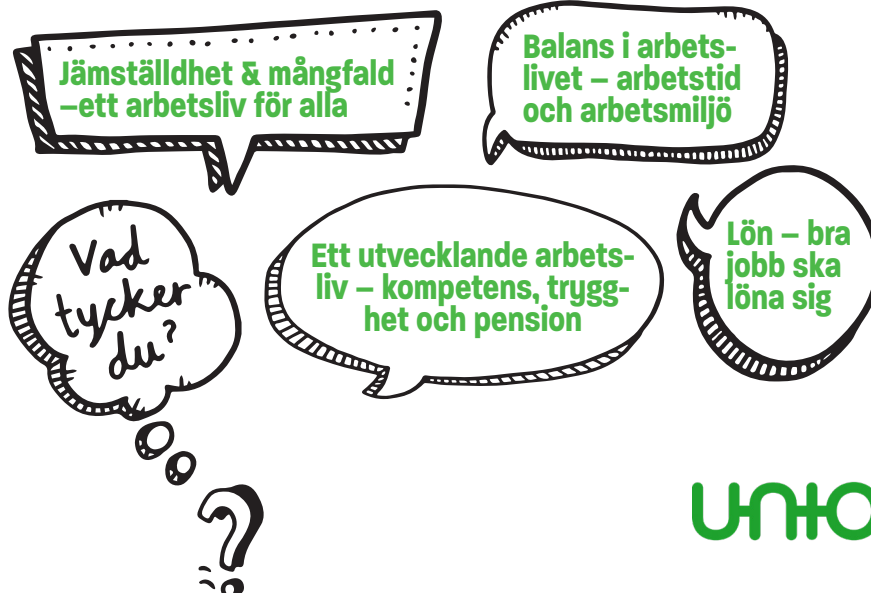 Jämställdhet & mångfald
–ett arbetsliv för alla
Balans i arbets-
livet – arbetstid
och arbetsmiljö
Vad
tycker
du?
Ett utvecklande arbets-
liv – kompetens, trygg-
het och pension
Lön – bra
jobb ska
löna sig
?